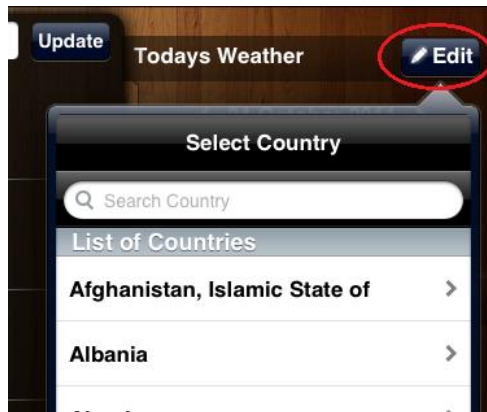 Update
Todays Weather
Edit
Select Country
Search Country
List of Countries
Afghanistan, Islamic State of
Albania